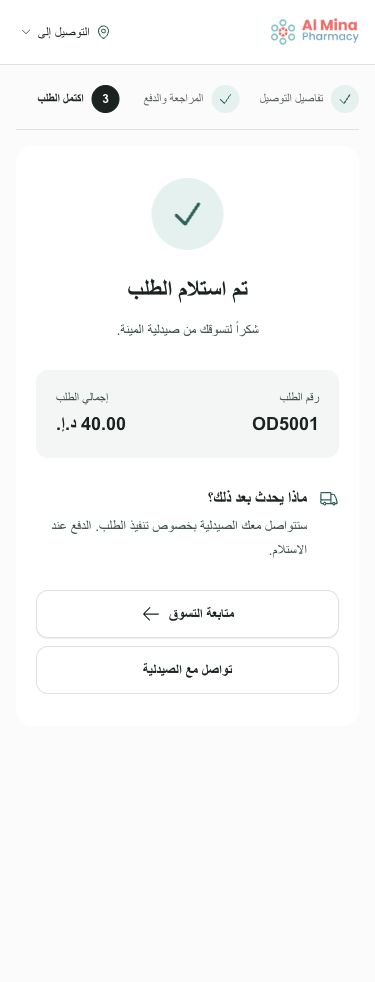 Al Mina
Pharmacy
التوصيل إلى
تفاصيل التوصيل
المراجعة والدفع
3
اكتمل الطلب
تم استلام الطلب
شكراً لتسوقك من صيدلية المينة.
رقم الطلب
OD5001
إجمالي الطلب
40.00 د.إ.
ماذا يحدث بعد ذلك؟
ستتواصل معك الصيدلية بخصوص تنفيذ الطلب. الدفع عند
الاستلام.
متابعة التسوق
تواصل مع الصيدلية